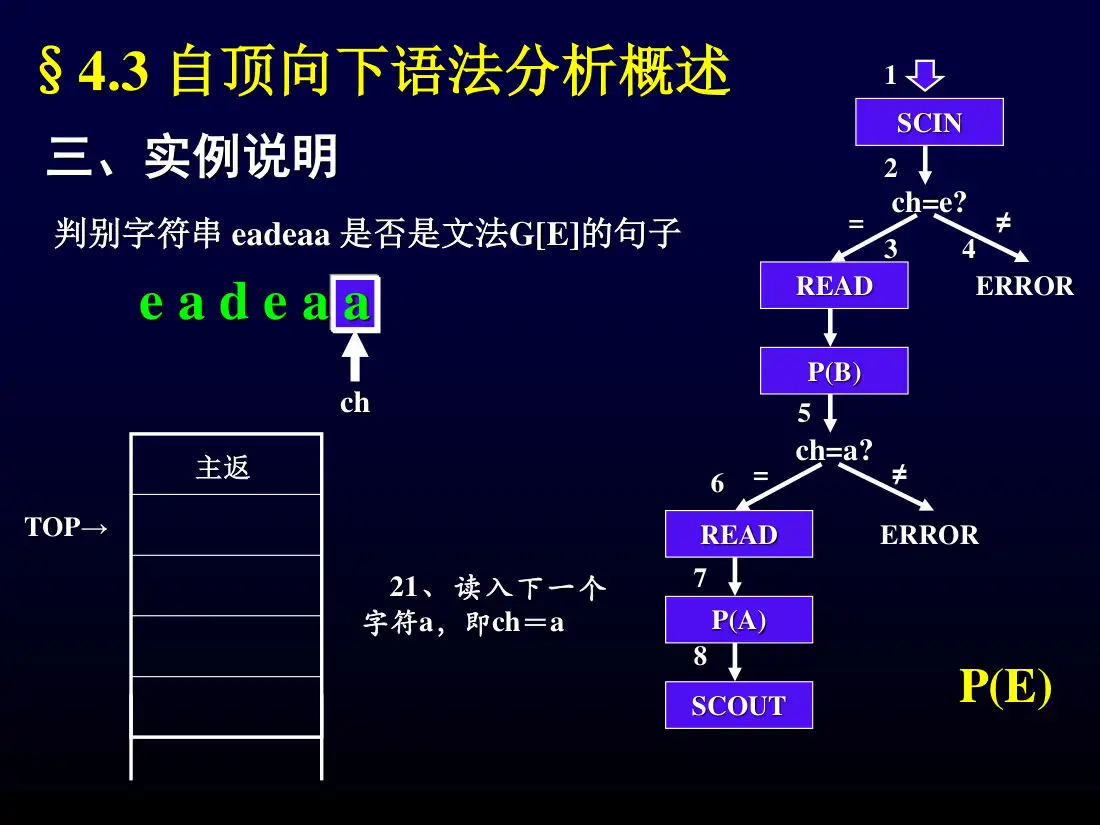 §4.3 自顶向下语法分析概述
三、实例说明
判别字符串 eadeaa 是否是文法G[E]的句子
e a d e a a
ch
主返
TOP→
21、读入下一个
字符a，即ch＝a
1
SCIN
2
ch=e?
= ≠
3 4
READ ERROR
P(B)
5
ch=a?
6 = ≠
READ ERROR
7
P(A)
8
SCOUT
P(E)